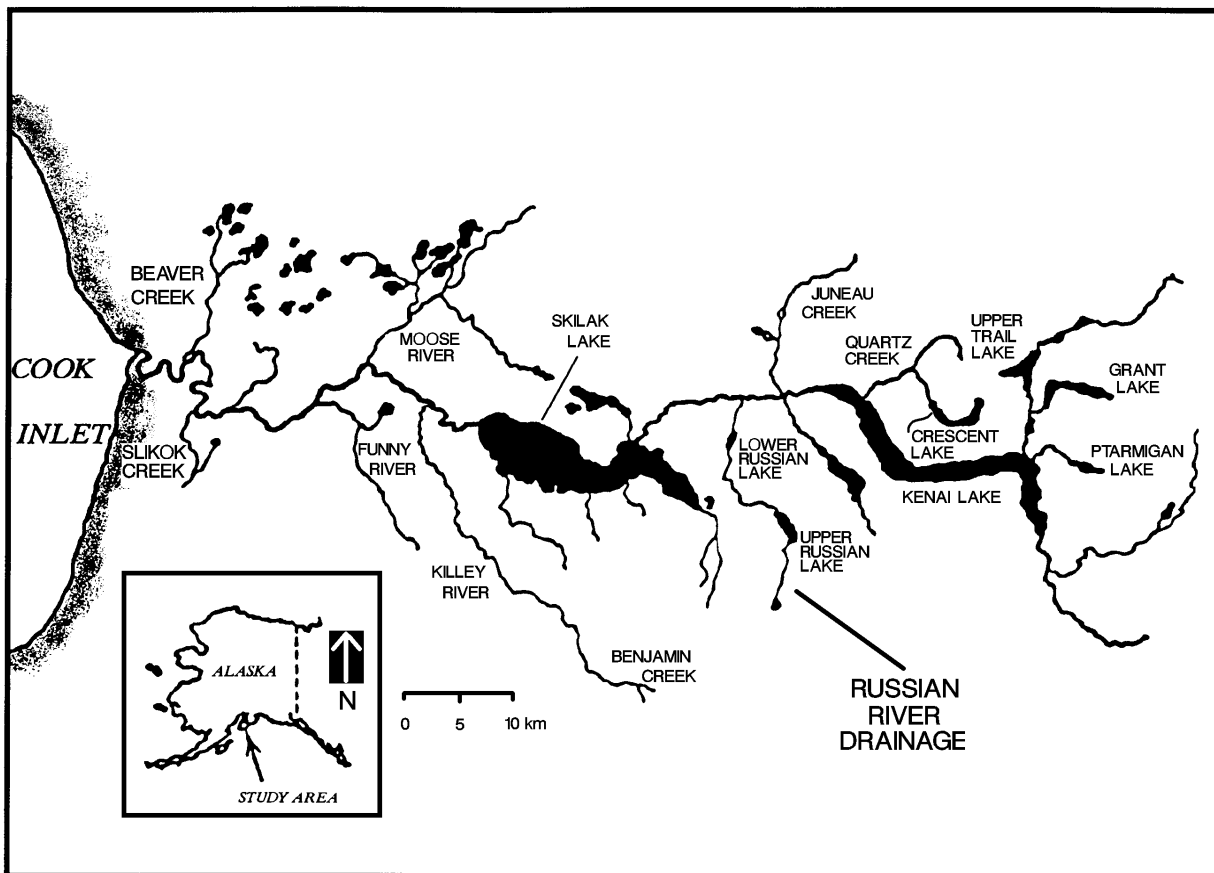 BEAVER
CREEK
COOK
INLET
SLIKOK
CREEK
MOOSE
RIVER
FUNNY
RIVER
KILLEY
RIVER
BENJAMIN
CREEK
SKILAK
LAKE
JUNEAU
CREEK
QUARTZ
CREEK
UPPER
TRAIL
LAKE
GRANT
LAKE
CRESCENT
LAKE
PTARMIGAN
LAKE
KENAI LAKE
LOWER
RUSSIAN
LAKE
UPPER
RUSSIAN
LAKE
RUSSIAN
RIVER
DRAINAGE
ALASKA
N
STUDY AREA
0 5 10 km